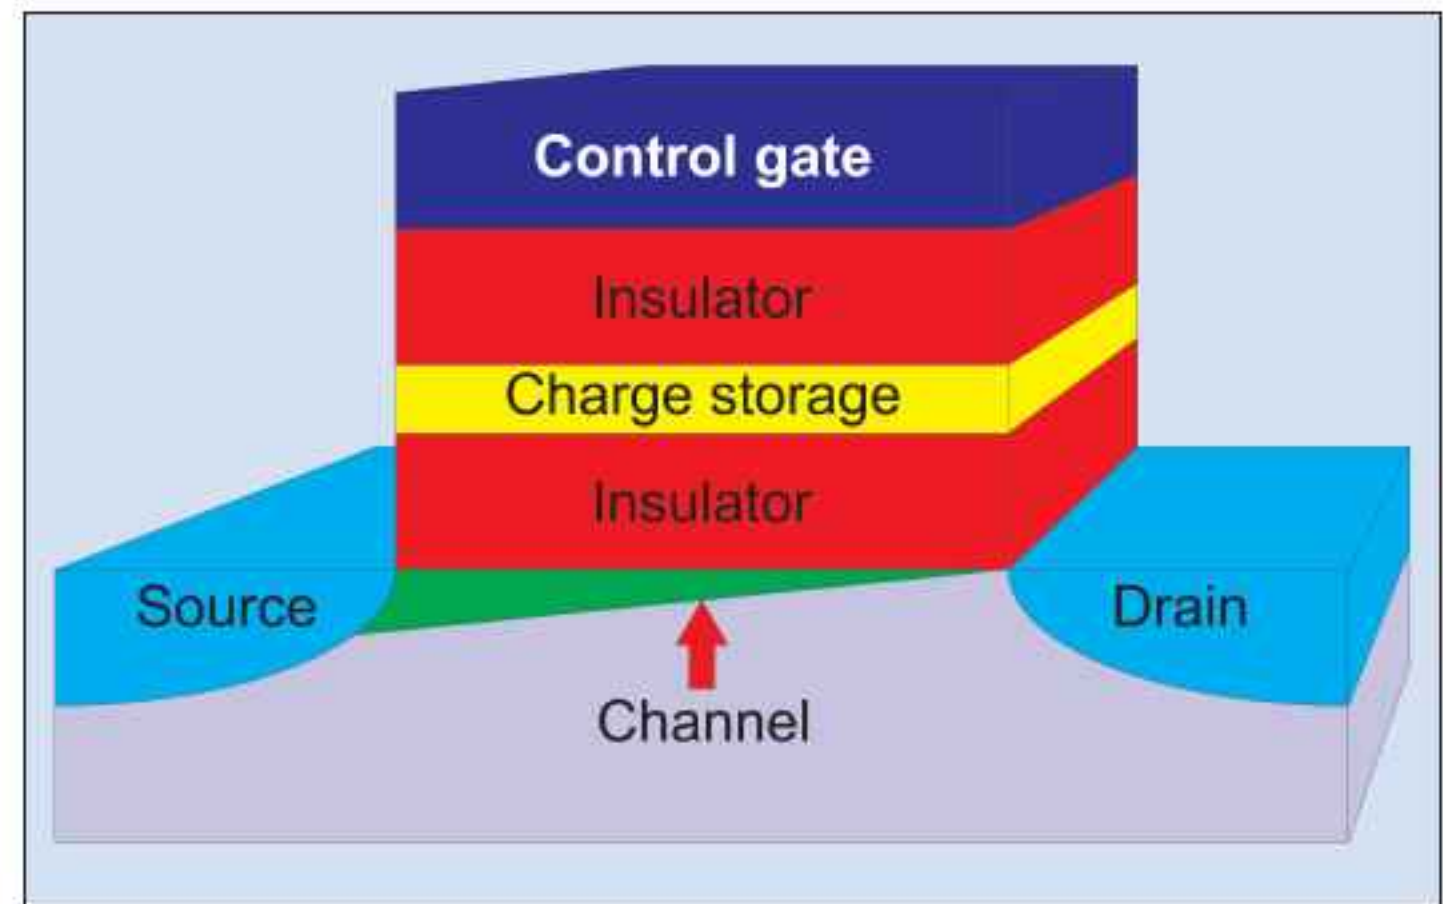 Control gate
Insulator
Charge storage
Insulator
Source
Drain
Channel